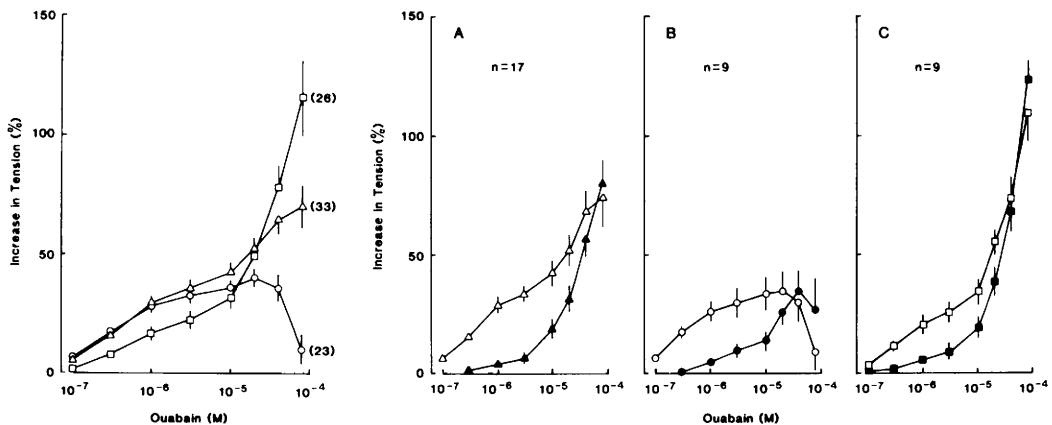 150
100
50
0
Increase in Tension (%)
(26)
(33)
(23)
10⁻⁷
10⁻⁶
10⁻⁵
10⁻⁴
Ouabain (M)
150
100
50
0
Increase in Tension (%)
A
n=17
10⁻⁷
10⁻⁶
10⁻⁵
10⁻⁴
B
n=9
10⁻⁷
10⁻⁶
10⁻⁵
10⁻⁴
Ouabain (M)
C
n=9
10⁻⁷
10⁻⁶
10⁻⁵
10⁻⁴